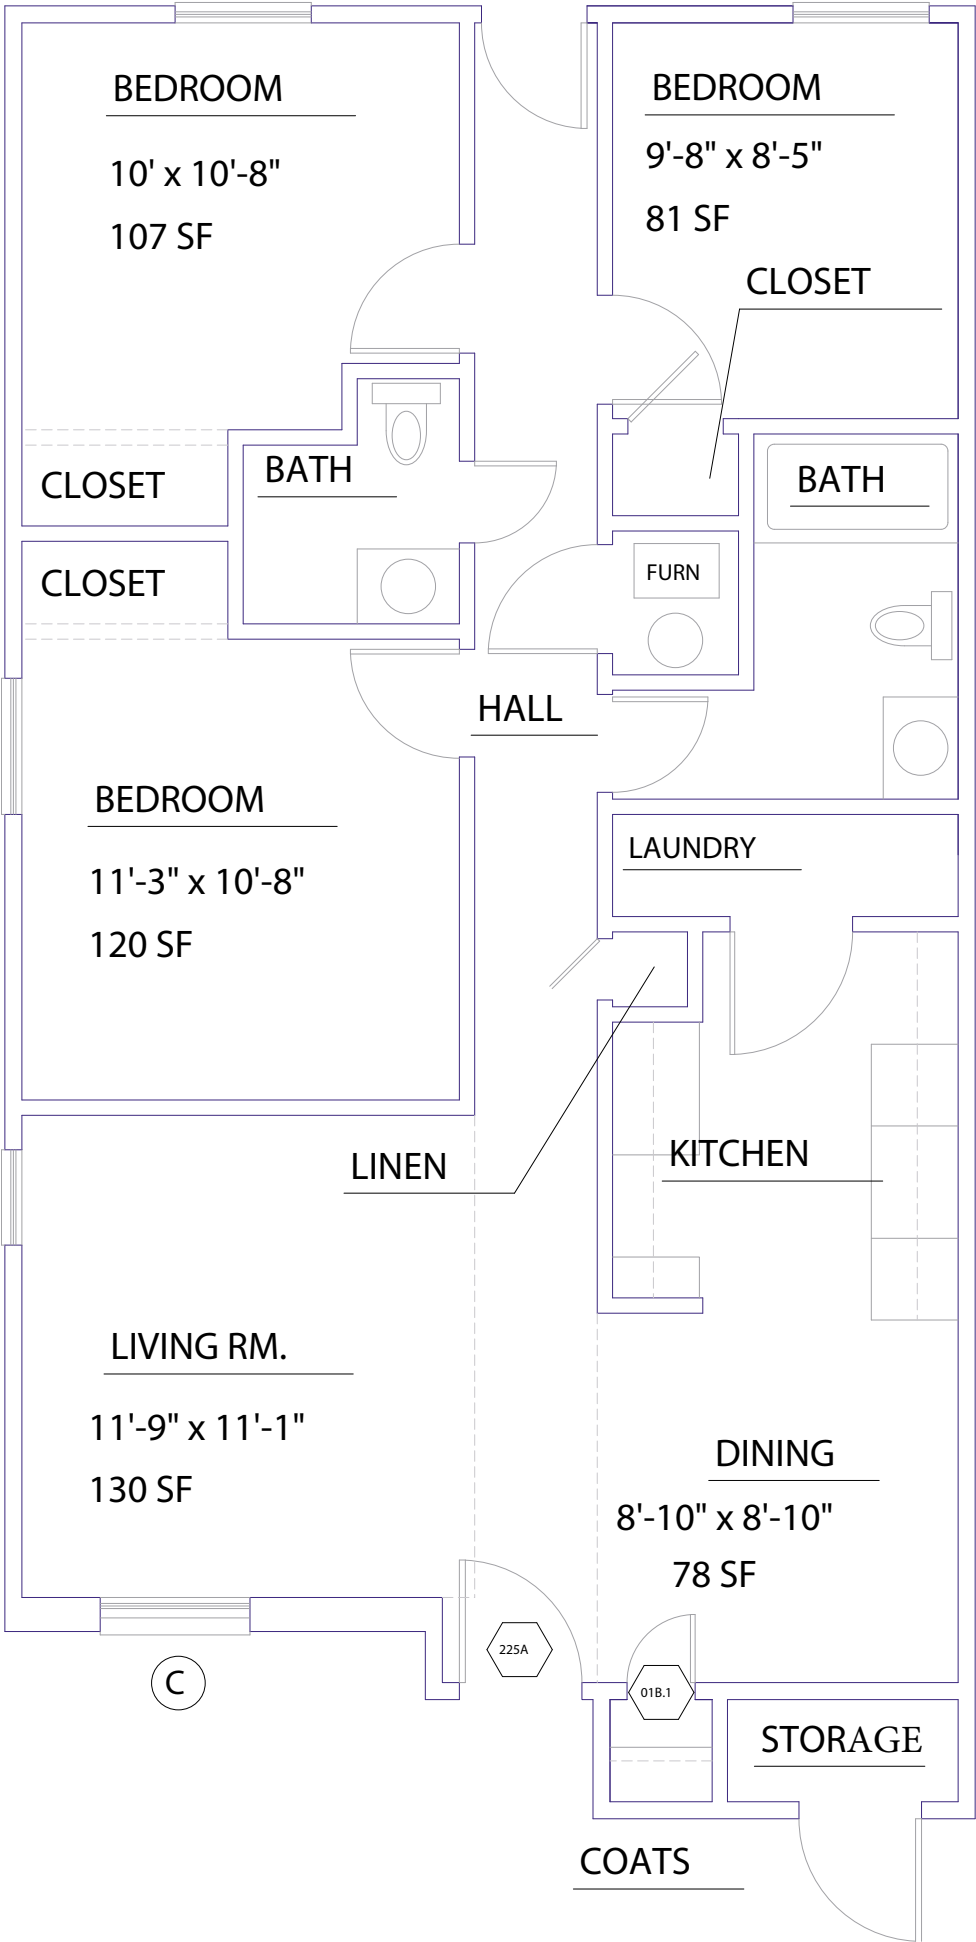 BEDROOM
10' x 10'-8"
107 SF
BEDROOM
9'-8" x 8'-5"
81 SF
CLOSET
CLOSET
BATH
BATH
CLOSET
FURN
HALL
BEDROOM
11'-3" x 10'-8"
120 SF
LAUNDRY
LINEN
KITCHEN
LIVING RM.
11'-9" x 11'-1"
130 SF
DINING
8'-10" x 8'-10"
78 SF
225A
C
01B.1
STORAGE
COATS